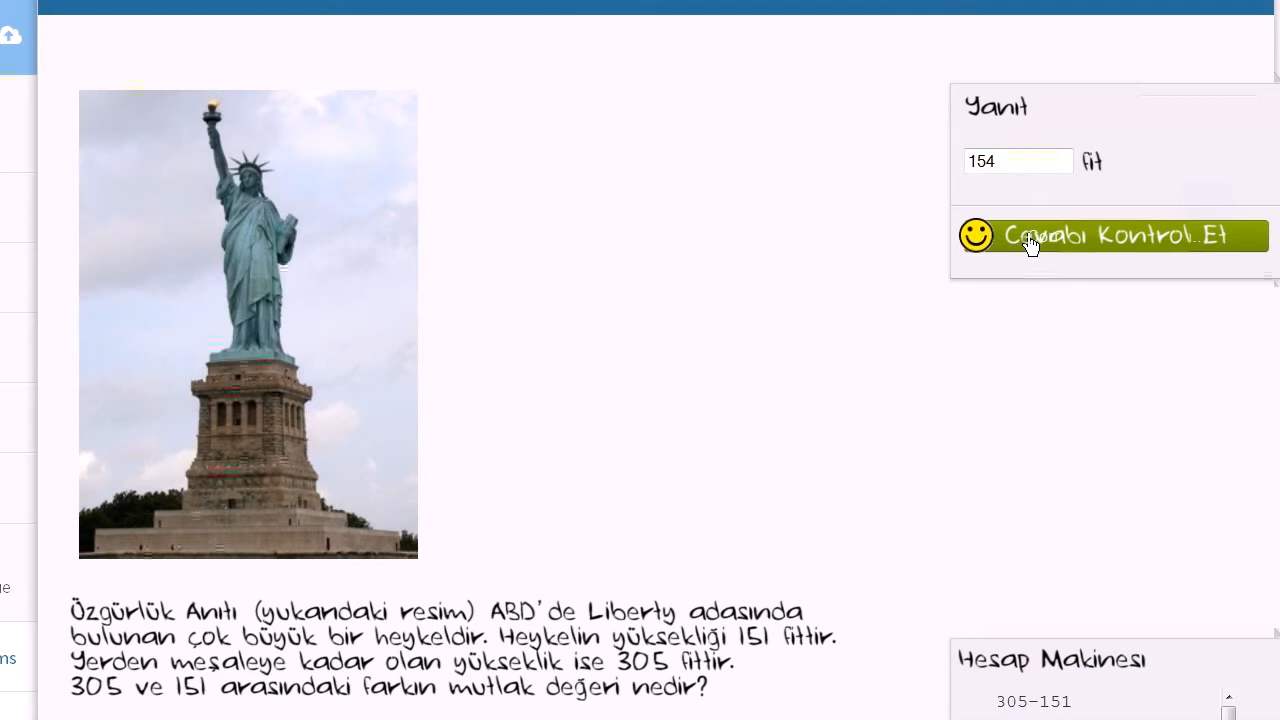 Yanıt
154 fit
Cevabı Kontrol Et
Üzgürlük Anıtı (yukarıdaki resim) ABD'de Liberty adasında
bulunan çok büyük bir heykeldir. Heykelin yüksekliği 151 fittir.
Yerden meşaleye kadar olan yükseklik ise 305 fittir.
305 ve 151 arasındaki farkın mutlak değeri nedir?
Hesap Makinesı
305-151